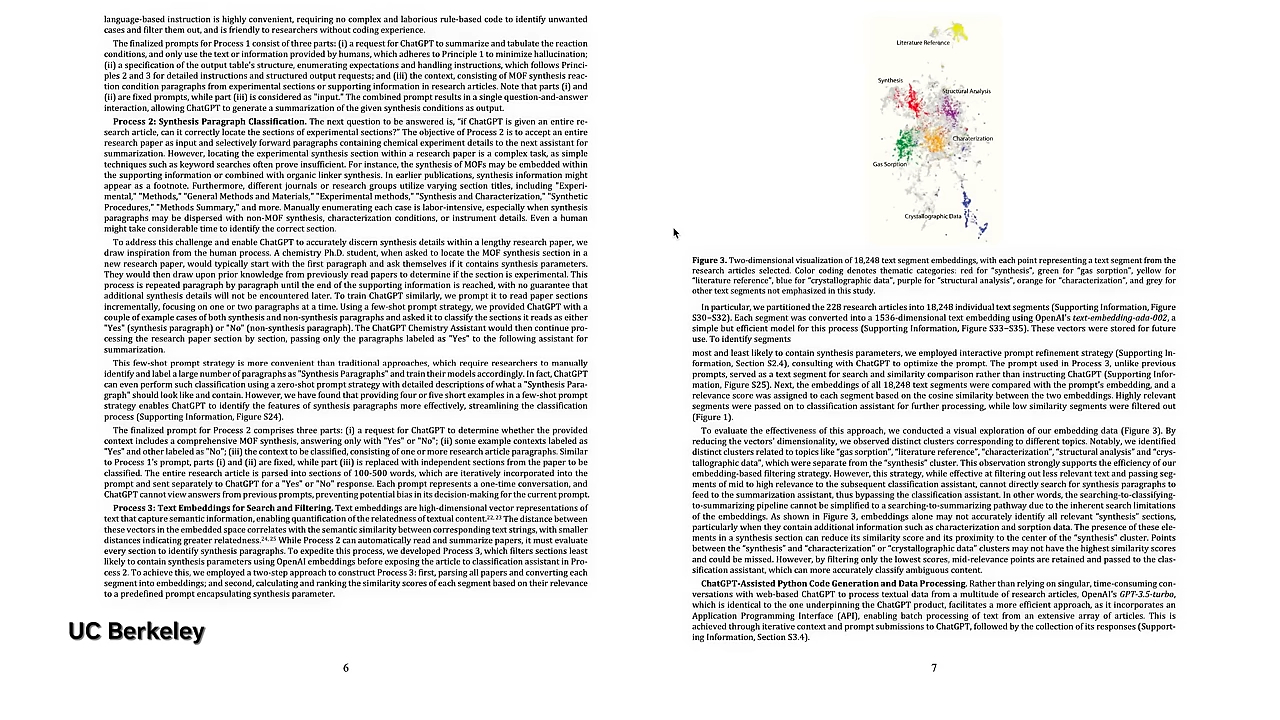 language-based instruction is highly convenient, requiring no complex and laborious rule-based code to identify unwanted
cases and filter them out, and is friendly to researchers without coding experience.
The finalized prompts for Process 1 consist of three parts: (i) a request for ChatGPT to summarize and tabulate the reaction
conditions, and only use the text or information provided by humans, which adheres to Principle 1 to minimize hallucination;
(ii) a specification of the output table's structure, enumerating expectations and handling instructions, which follows Princi-
ples 2 and 3 for detailed instructions and structured output requests; and (iii) the context, consisting of MOF synthesis reac-
tion condition paragraphs from experimental sections or supporting information in research articles. Note that parts (i) and
(ii) are fixed prompts, while part (iii) is considered as "input." The combined prompt results in a single question-and-answer
interaction, allowing ChatGPT to generate a summarization of the given synthesis conditions as output.
Process 2: Synthesis Paragraph Classification. The next question to be answered is, "if ChatGPT is given an entire re-
search article, can it correctly locate the sections of experimental sections?" The objective of Process 2 is to accept an entire
research paper as input and selectively forward paragraphs containing chemical experiment details to the next assistant for
summarization. However, locating the experimental synthesis section within a research paper is a complex task, as simple
techniques such as keyword searches often prove insufficient. For instance, the synthesis of MOFs may be embedded within
the supporting information or combined with organic linker synthesis. In earlier publications, synthesis information might
appear as a footnote. Furthermore, different journals or research groups utilize varying section titles, including "Experi-
mental," "Methods," "General Methods and Materials," "Experimental methods," "Synthesis and Characterization," "Synthetic
Procedures," "Methods Summary," and more. Manually enumerating each case is labor-intensive, especially when synthesis
paragraphs may be dispersed with non-MOF synthesis, characterization conditions, or instrument details. Even a human
might take considerable time to identify the correct section.
To address this challenge and enable ChatGPT to accurately discern synthesis details within a lengthy research paper, we
draw inspiration from the human process. A chemistry Ph.D. student, when asked to locate the MOF synthesis section in a
new research paper, would typically start with the first paragraph and ask themselves if it contains synthesis parameters.
They would then draw upon prior knowledge from previously read papers to determine if the section is experimental. This
process is repeated paragraph by paragraph until the end of the supporting information is reached, with no guarantee that
additional synthesis details will not be encountered later. To train ChatGPT similarly, we prompt it to read paper sections
incrementally, focusing on one or two paragraphs at a time. Using a few-shot prompt strategy, we provided ChatGPT with a
couple of example cases of both synthesis and non-synthesis paragraphs and asked it to classify the sections it reads as either
"Yes" (synthesis paragraph) or "No" (non-synthesis paragraph). The ChatGPT Chemistry Assistant would then continue pro-
cessing the research paper section by section, passing only the paragraphs labeled as "Yes" to the following assistant for
summarization.
This few-shot prompt strategy is more convenient than traditional approaches, which require researchers to manually
identify and label a large number of paragraphs as "Synthesis Paragraphs" and train their models accordingly. In fact, ChatGPT
can even perform such classification using a zero-shot prompt strategy with detailed descriptions of what a "Synthesis Para-
graph" should look like and contain. However, we have found that providing four or five short examples in a few-shot prompt
strategy enables ChatGPT to identify the features of synthesis paragraphs more effectively, streamlining the classification
process (Supporting Information, Figure S24).
The finalized prompt for Process 2 comprises three parts: (i) a request for ChatGPT to determine whether the provided
context includes a comprehensive MOF synthesis, answering only with "Yes" or "No"; (ii) some example contexts labeled as
"Yes" and other labeled as "No"; (iii) the context to be classified, consisting of one or more research article paragraphs. Similar
to Process 1's prompt, parts (i) and (ii) are fixed, while part (iii) is replaced with independent sections from the paper to be
classified. The entire research article is parsed into sections of 100-500 words, which are iteratively incorporated into the
prompt and sent separately to ChatGPT for a "Yes" or "No" response. Each prompt represents a one-time conversation, and
ChatGPT cannot view answers from previous prompts, preventing potential bias in its decision-making for the current prompt.
Process 3: Text Embeddings for Search and Filtering. Text embeddings are high-dimensional vector representations of
text that capture semantic information, enabling quantification of the relatedness of textual content.22,23 The distance between
these vectors in the embedded space correlates with the semantic similarity between corresponding text strings, with smaller
distances indicating greater relatedness.24,25 While Process 2 can automatically read and summarize papers, it must evaluate
every section to identify synthesis paragraphs. To expedite this process, we developed Process 3, which filters sections least
likely to contain synthesis parameters using OpenAI embeddings before exposing the article to classification assistant in Pro-
cess 2. To achieve this, we employed a two-step approach to construct Process 3: first, parsing all papers and converting each
segment into embeddings; and second, calculating and ranking the similarity scores of each segment based on their relevance
to a predefined prompt encapsulating synthesis parameter.
UC Berkeley
6
Literature Reference
Synthesis
Structural Analysis
Charaterization
Gas Sorption
Crystallographic Data
Figure 3. Two-dimensional visualization of 18,248 text segment embeddings, with each point representing a text segment from the
research articles selected. Color coding denotes thematic categories: red for "synthesis", green for "gas sorption", yellow for
"literature reference", blue for "crystallographic data", purple for "structural analysis", orange for "characterization", and grey for
other text segments not emphasized in this study.
In particular, we partitioned the 228 research articles into 18,248 individual text segments (Supporting Information, Figure
S30−S32). Each segment was converted into a 1536-dimensional text embedding using OpenAI's text-embedding-ada-002, a
simple but efficient model for this process (Supporting Information, Figure S33−S35). These vectors were stored for future
use. To identify segments
most and least likely to contain synthesis parameters, we employed interactive prompt refinement strategy (Supporting In-
formation, Section S2.4), consulting with ChatGPT to optimize the prompt. The prompt used in Process 3, unlike previous
prompts, served as a text segment for search and similarity comparison rather than instructing ChatGPT (Supporting Infor-
mation, Figure S25). Next, the embeddings of all 18,248 text segments were compared with the prompt's embedding, and a
relevance score was assigned to each segment based on the cosine similarity between the two embeddings. Highly relevant
segments were passed on to classification assistant for further processing, while low similarity segments were filtered out
(Figure 1).
To evaluate the effectiveness of this approach, we conducted a visual exploration of our embedding data (Figure 3). By
reducing the vectors' dimensionality, we observed distinct clusters corresponding to different topics. Notably, we identified
distinct clusters related to topics like "gas sorption", "literature reference", "characterization", "structural analysis" and "crys-
tallographic data", which were separate from the "synthesis" cluster. This observation strongly supports the efficiency of our
embedding-based filtering strategy. However, this strategy, while effective at filtering out less relevant text and passing seg-
ments of mid to high relevance to the subsequent classification assistant, cannot directly search for synthesis paragraphs to
feed to the summarization assistant, thus bypassing the classification assistant. In other words, the searching-to-classifying-
to-summarizing pipeline cannot be simplified to a searching-to-summarizing pathway due to the inherent search limitations
of the embeddings. As shown in Figure 3, embeddings alone may not accurately identify all relevant "synthesis" sections,
particularly when they contain additional information such as characterization and sorption data. The presence of these ele-
ments in a synthesis section can reduce its similarity score and its proximity to the center of the "synthesis" cluster. Points
between the "synthesis" and "characterization" or "crystallographic data" clusters may not have the highest similarity scores
and could be missed. However, by filtering only the lowest scores, mid-relevance points are retained and passed to the clas-
sification assistant, which can more accurately classify ambiguous content.
ChatGPT-Assisted Python Code Generation and Data Processing. Rather than relying on singular, time-consuming con-
versations with web-based ChatGPT to process textual data from a multitude of research articles, OpenAI's GPT-3.5-turbo,
which is identical to the one underpinning the ChatGPT product, facilitates a more efficient approach, as it incorporates an
Application Programming Interface (API), enabling batch processing of text from an extensive array of articles. This is
achieved through iterative context and prompt submissions to ChatGPT, followed by the collection of its responses (Support-
ing Information, Section S3.4).
7